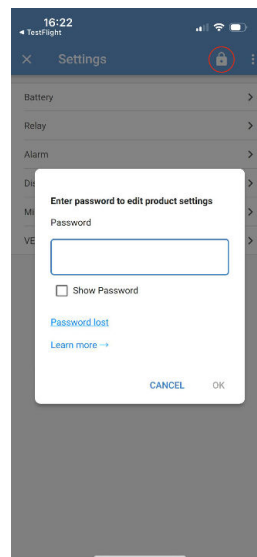 16:22
◀ TestFlight
Settings
Battery
Relay
Alarm
Enter password to edit product settings
Password
Show Password
Password lost
Learn more →
CANCEL
OK